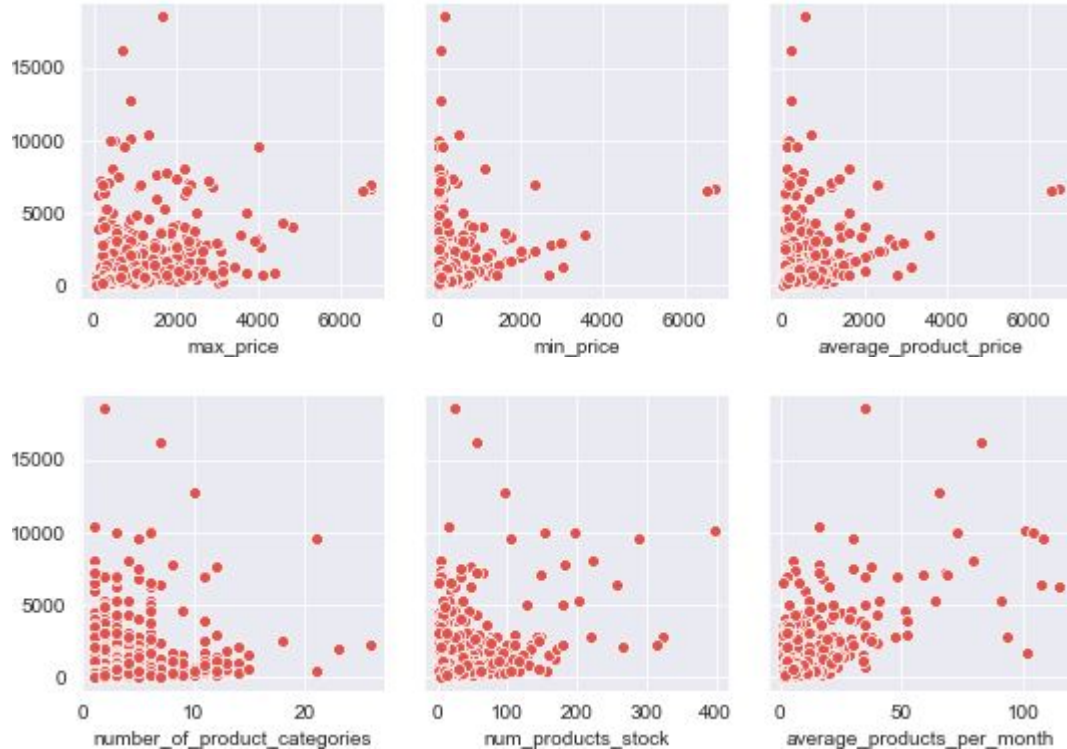 15000
10000
5000
0
0 2000 4000 6000
max_price
0 2000 4000 6000
min_price
0 2000 4000 6000
average_product_price
15000
10000
5000
0
0 10 20
number_of_product_categories
0 100 200 300 400
num_products_stock
0 50 100
average_products_per_month